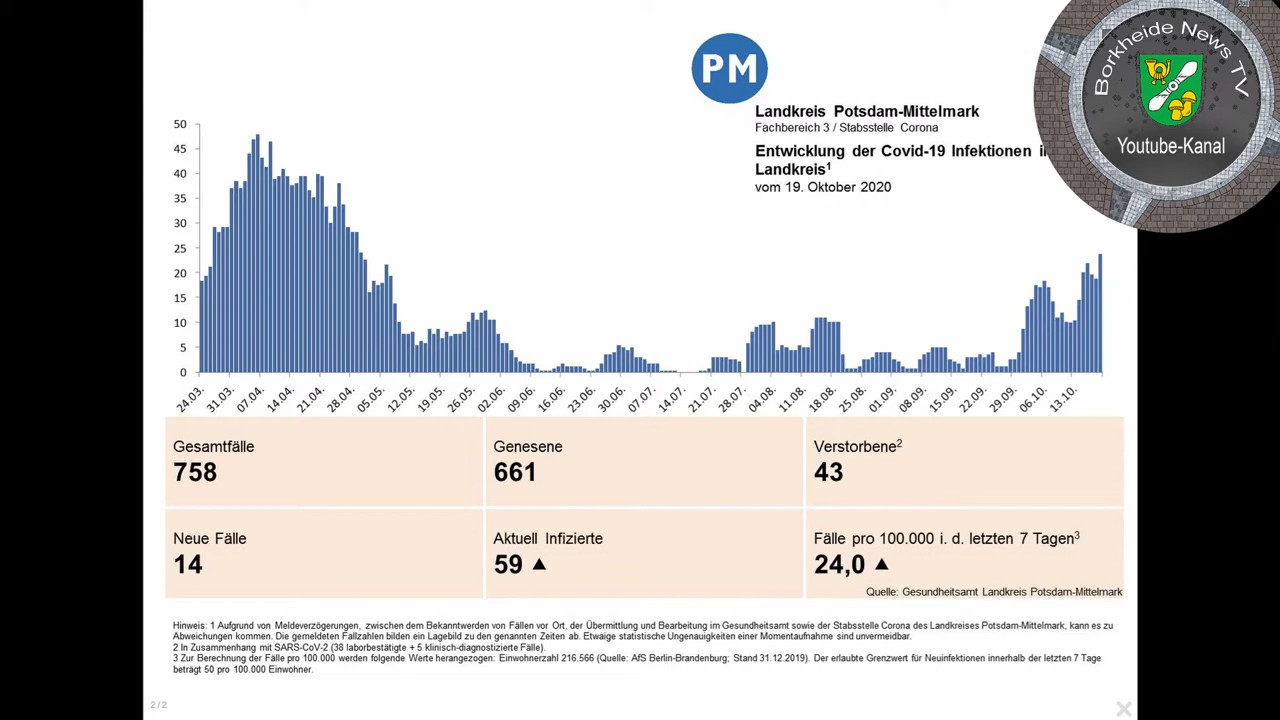 PM
Borkheide News TV
Youtube-Kanal
Landkreis Potsdam-Mittelmark
Fachbereich 3 / Stabsstelle Corona
Entwicklung der Covid-19 Infektionen
Landkreis1
vom 19. Oktober 2020
50
45
40
35
30
25
20
15
10
5
0
24.03. 31.03. 07.04. 14.04. 21.04. 28.04. 05.05. 12.05. 19.05. 26.05. 02.06. 09.06. 16.06. 23.06. 30.06. 07.07. 14.07. 21.07. 28.07. 04.08. 11.08. 18.08. 25.08. 01.09. 08.09. 15.09. 22.09. 29.09. 06.10. 13.10.
Gesamtfälle
758
Genesene
661
Verstorbene2
43
Neue Fälle
14
Aktuell Infizierte
59 ▲
Fälle pro 100.000 i. d. letzten 7 Tagen3
24,0 ▲
Quelle: Gesundheitsamt Landkreis Potsdam-Mittelmark
Hinweis: 1 Aufgrund von Meldeverzögerungen, zwischen dem Bekanntwerden von Fällen vor Ort, der Übermittlung und Bearbeitung im Gesundheitsamt sowie der Stabsstelle Corona des Landkreises Potsdam-Mittelmark, kann es zu
Abweichungen kommen. Die gemeldeten Fallzahlen bilden ein Lagebild zu den genannten Zeiten ab. Etwaige statistische Ungenauigkeiten einer Momentaufnahme sind unvermeidbar.
2 In Zusammenhang mit SARS-CoV-2 (38 laborbestätigte + 5 klinisch-diagnostizierte Fälle).
3 Zur Berechnung der Fälle pro 100.000 werden folgende Werte herangezogen: Einwohnerzahl 216.566 (Quelle: AfS Berlin-Brandenburg; Stand 31.12.2019). Der erlaubte Grenzwert für Neuinfektionen innerhalb der letzten 7 Tage
beträgt 50 pro 100.000 Einwohner.
2 / 2